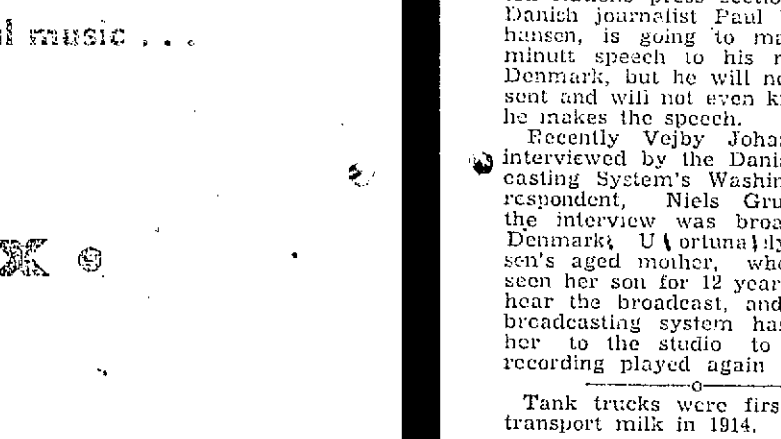 l music . . .
Danish journalist Paul
hansen, is going to ma
minutt speech to his
Denmark, but he will no
sent and will not even k
he makes the speech.
Recently Vejby Joha
interviewed by the Dani
casting System's Washin
respondent, Niels Gru
the interview was broa
Denmark.
sen's aged mother, wh
seen her son for 12 year
hear the broadcast, and
broadcasting system ha
her to the studio to
recording played again
Tank trucks were firs
transport milk in 1914.